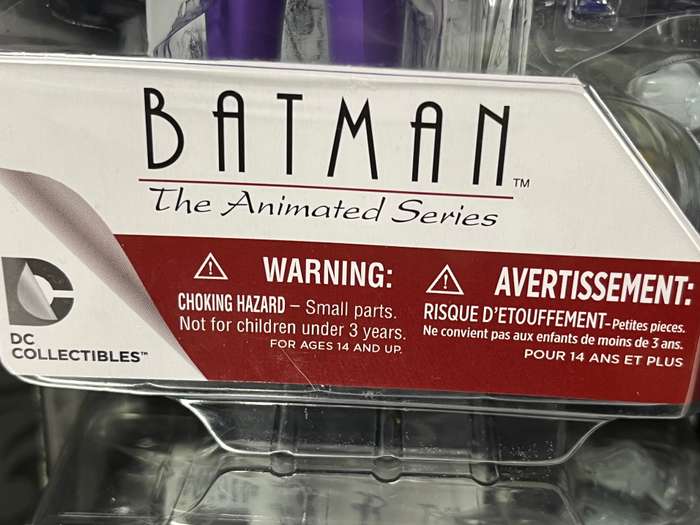 BATMAN™
The Animated Series
WARNING:
CHOKING HAZARD – Small parts.
Not for children under 3 years.
FOR AGES 14 AND UP.
AVERTISSEMENT:
RISQUE D'ETOUFFEMENT-Petites pieces.
Ne convient pas aux enfants de moins de 3 ans.
POUR 14 ANS ET PLUS
DC
DC
COLLECTIBLES™